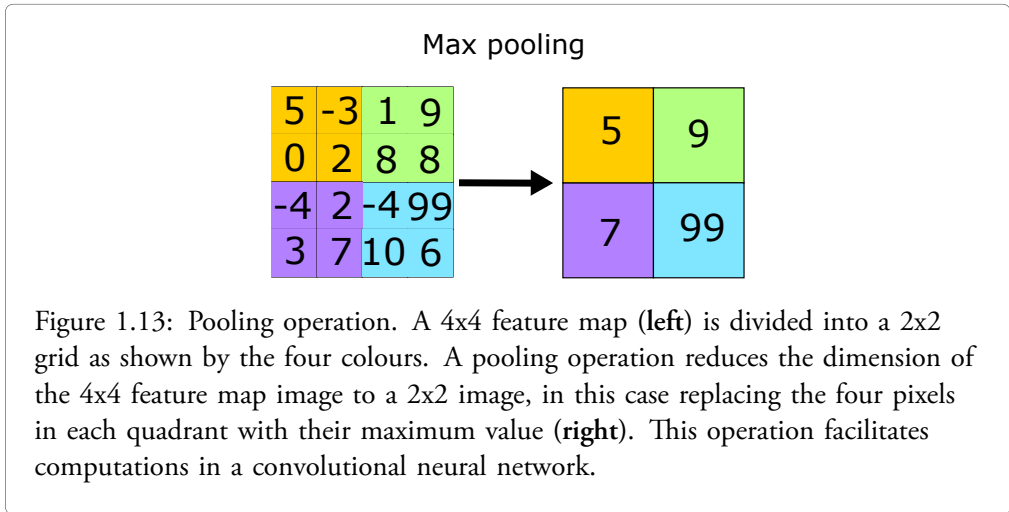 Max pooling
5 -3 1 9
0 2 8 8
-4 2 -4 99
3 7 10 6
5 9
7 99
Figure 1.13: Pooling operation. A 4x4 feature map (left) is divided into a 2x2
grid as shown by the four colours. A pooling operation reduces the dimension of
the 4x4 feature map image to a 2x2 image, in this case replacing the four pixels
in each quadrant with their maximum value (right). This operation facilitates
computations in a convolutional neural network.